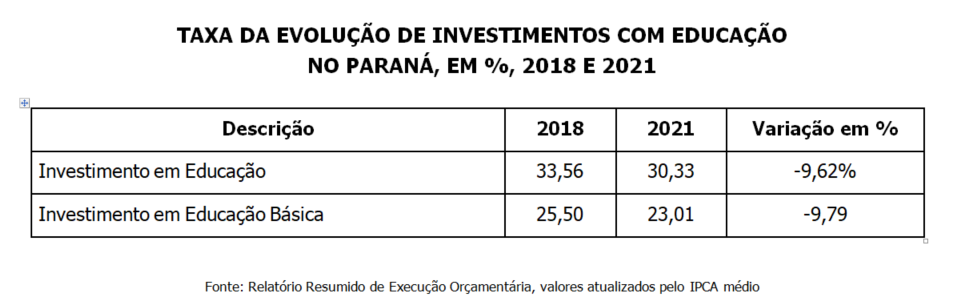 TAXA DA EVOLUÇÃO DE INVESTIMENTOS COM EDUCAÇÃO
NO PARANÁ, EM %, 2018 E 2021
Descrição 2018 2021 Variação em %
Investimento em Educação 33,56 30,33 -9,62%
Investimento em Educação Básica 25,50 23,01 -9,79
Fonte: Relatório Resumido de Execução Orçamentária, valores atualizados pelo IPCA médio